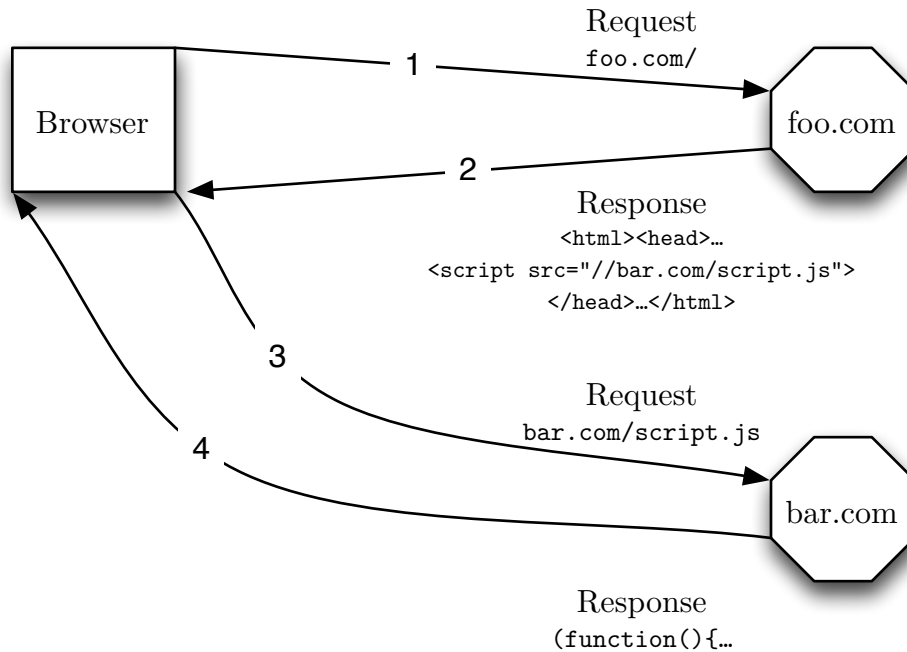 Request
foo.com/
1
Browser
foo.com
2
Response
<html><head>…
<script src="//bar.com/script.js">
</head>…</html>
3
Request
bar.com/script.js
4
bar.com
Response
(function(){…